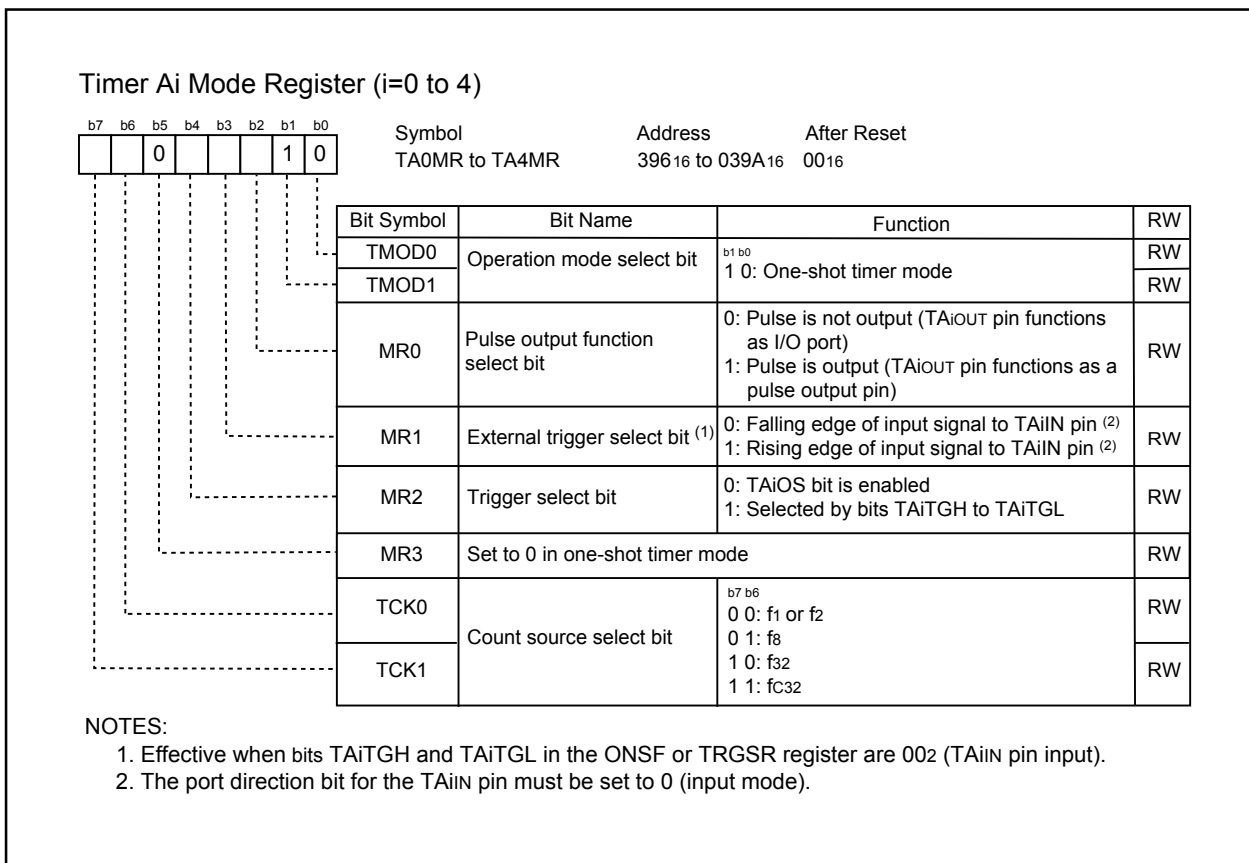 Timer Ai Mode Register (i=0 to 4)
b7 b6 b5 b4 b3 b2 b1 b0
0 1 0
Symbol Address After Reset
TA0MR to TA4MR 39616 to 039A16 0016
Bit Symbol Bit Name Function RW
TMOD0 Operation mode select bit b1 b0 RW
1 0: One-shot timer mode
TMOD1 RW
MR0 Pulse output function select bit 0: Pulse is not output (TAiOUT pin functions
as I/O port)
1: Pulse is output (TAiOUT pin functions as a
pulse output pin) RW
MR1 External trigger select bit (1) 0: Falling edge of input signal to TAiIN pin (2)
1: Rising edge of input signal to TAiIN pin (2) RW
MR2 Trigger select bit 0: TAiOS bit is enabled
1: Selected by bits TAiTGH to TAiTGL RW
MR3 Set to 0 in one-shot timer mode RW
TCK0 Count source select bit b7 b6 RW
0 0: f1 or f2
0 1: f8
1 0: f32
TCK1 1 1: fC32 RW
NOTES:
1. Effective when bits TAiTGH and TAiTGL in the ONSF or TRGSR register are 002 (TAiIN pin input).
2. The port direction bit for the TAiIN pin must be set to 0 (input mode).